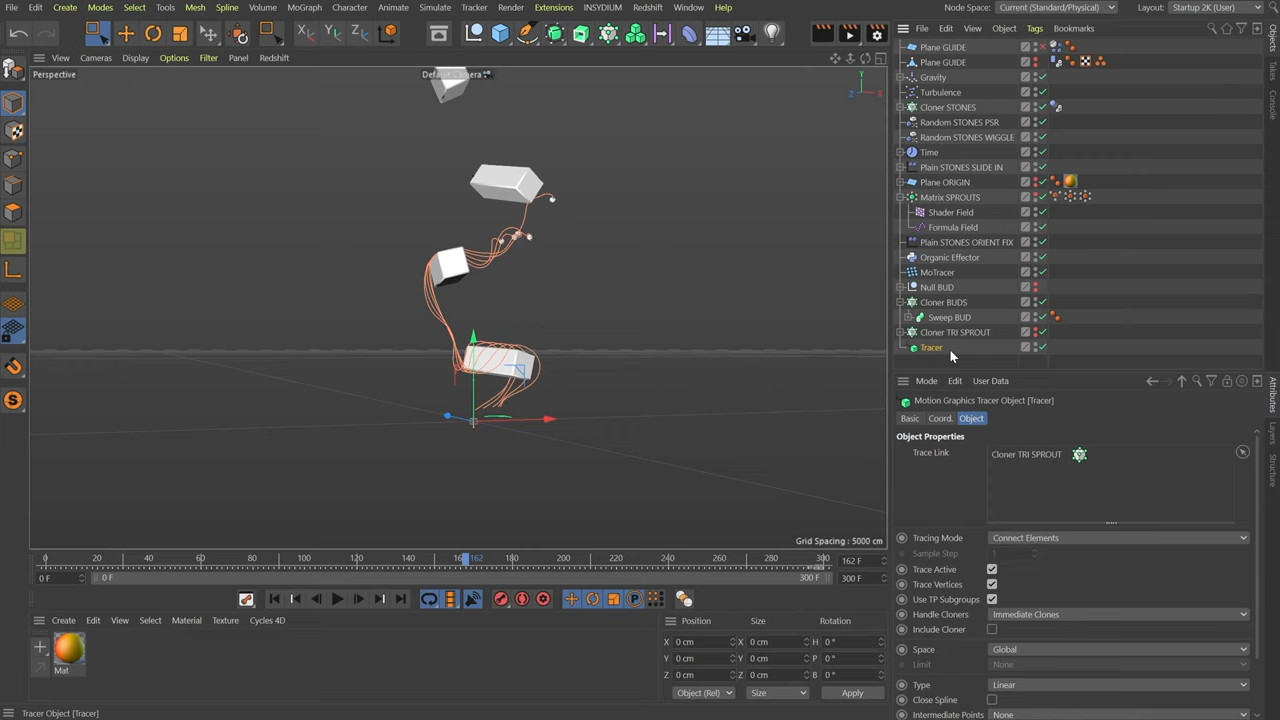 File Edit Create Modes Select Tools Mesh Spline Volume MoGraph Character Animate Simulate Tracker Render Extensions INSYDIUM Redshift Window Help Node Space: Current (Standard/Physical) Layout: Startup 2K (User)
File Edit View Object Tags Bookmarks
View Cameras Display Options Filter Panel Redshift
Perspective
Default Camera
Y
Z
X
Plane GUIDE
Plane GUIDE
Gravity
Turbulence
Cloner STONES
Random STONES PSR
Random STONES WIGGLE
Time
Plain STONES SLIDE IN
Plane ORIGIN
Matrix SPROUTS
Shader Field
Formula Field
Plain STONES ORIENT FIX
Organic Effector
MoTracer
Null BUD
Cloner BUDS
Sweep BUD
Cloner TRI SPROUT
Tracer
Objects
Takes
Console
Mode Edit User Data
Motion Graphics Tracer Object [Tracer]
Basic Coord. Object
Object Properties
Trace Link Cloner TRI SPROUT
Tracing Mode Connect Elements
Sample Step 1
Trace Active
Trace Vertices
Use TP Subgroups
Handle Cloners Immediate Clones
Include Cloner
Space Global
Limit None
Type Linear
Close Spline
Intermediate Points None
Attributes
Layers
Structure
Grid Spacing : 5000 cm
0 20 40 60 80 100 120 140 162 180 200 220 240 260 280 300 162 F
0 F 0 F 300 F 300 F
Create Edit View Select Material Texture Cycles 4D
Mat
Position Size Rotation
X 0 cm X 0 cm H 0 °
Y 0 cm Y 0 cm P 0 °
Z 0 cm Z 0 cm B 0 °
Object (Rel) Size Apply
Tracer Object [Tracer]